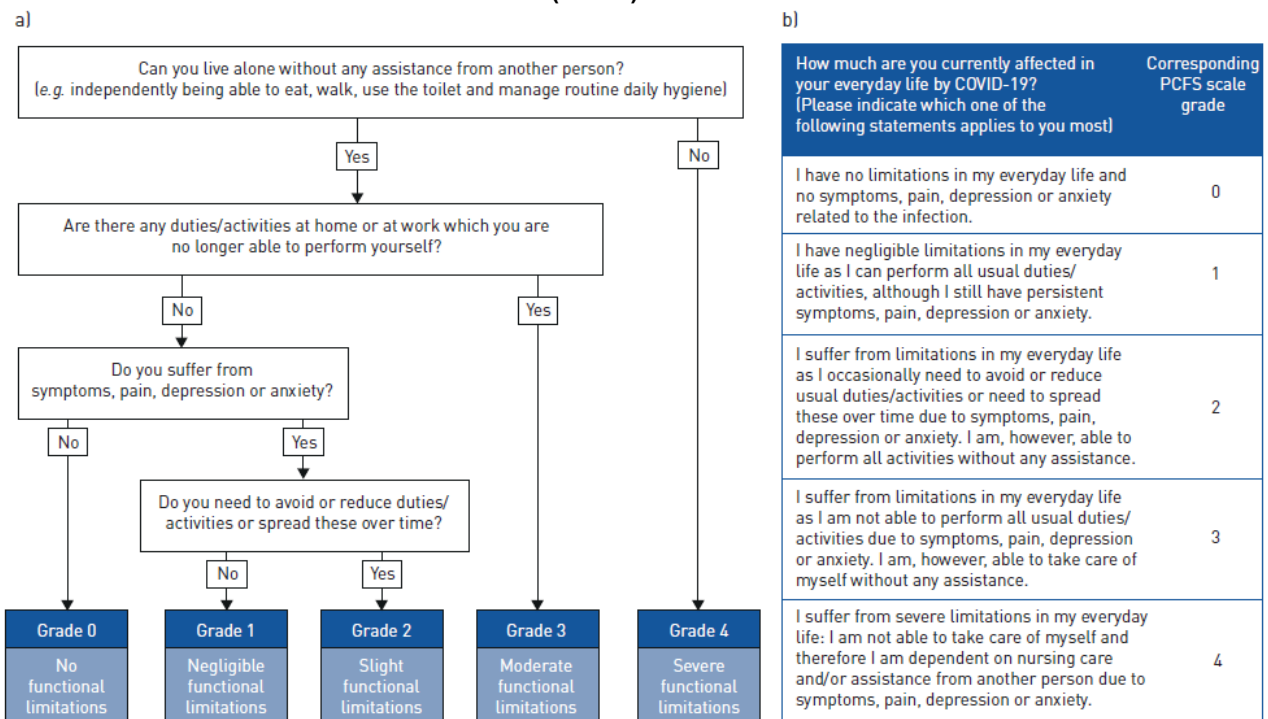 a)
Can you live alone without any assistance from another person?
(e.g. independently being able to eat, walk, use the toilet and manage routine daily hygiene)
Yes
No
Are there any duties/activities at home or at work which you are
no longer able to perform yourself?
No
Yes
Do you suffer from
symptoms, pain, depression or anxiety?
No
Yes
Do you need to avoid or reduce duties/
activities or spread these over time?
No
Yes
Grade 0
No
functional
limitations
Grade 1
Negligible
functional
limitations
Grade 2
Slight
functional
limitations
Grade 3
Moderate
functional
limitations
Grade 4
Severe
functional
limitations
b)
How much are you currently affected in
your everyday life by COVID-19?
(Please indicate which one of the
following statements applies to you most)
Corresponding
PCFS scale
grade
I have no limitations in my everyday life and
no symptoms, pain, depression or anxiety
related to the infection.
0
I have negligible limitations in my everyday
life as I can perform all usual duties/
activities, although I still have persistent
symptoms, pain, depression or anxiety.
1
I suffer from limitations in my everyday life
as I occasionally need to avoid or reduce
usual duties/activities or need to spread
these over time due to symptoms, pain,
depression or anxiety. I am, however, able to
perform all activities without any assistance.
2
I suffer from limitations in my everyday life
as I am not able to perform all usual duties/
activities due to symptoms, pain, depression
or anxiety. I am, however, able to take care of
myself without any assistance.
3
I suffer from severe limitations in my everyday
life: I am not able to take care of myself and
therefore I am dependent on nursing care
and/or assistance from another person due to
symptoms, pain, depression or anxiety.
4